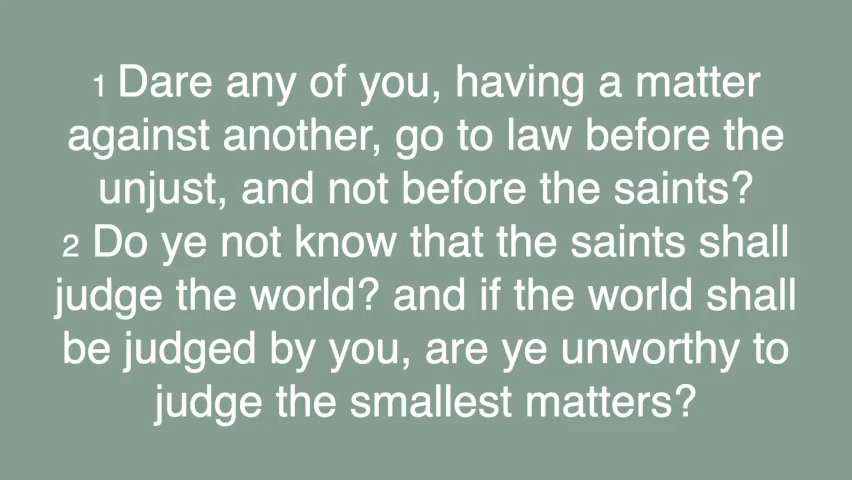 1 Dare any of you, having a matter
against another, go to law before the
unjust, and not before the saints?
2 Do ye not know that the saints shall
judge the world? and if the world shall
be judged by you, are ye unworthy to
judge the smallest matters?